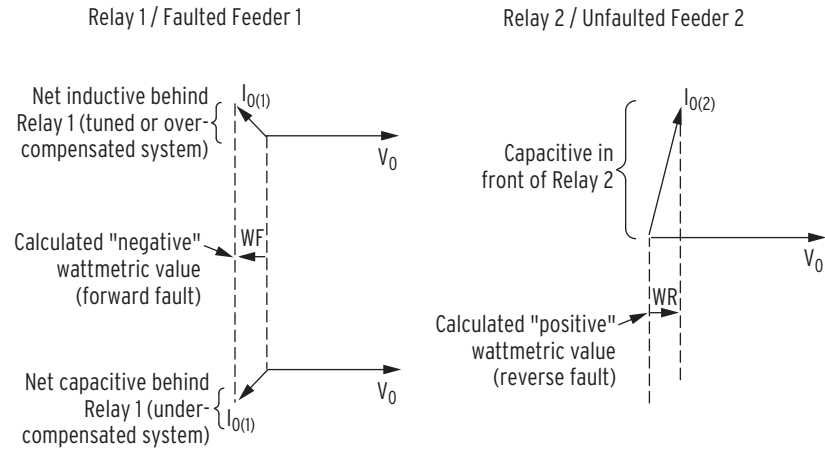 Relay 1 / Faulted Feeder 1
Net inductive behind
Relay 1 (tuned or over-
compensated system)
I0(1)
V0
Calculated "negative"
wattmetric value
(forward fault)
WF
Net capacitive behind
Relay 1 (under-
compensated system)
I0(1)
V0
Relay 2 / Unfaulted Feeder 2
I0(2)
Capacitive in
front of Relay 2
V0
WR
Calculated "positive"
wattmetric value
(reverse fault)